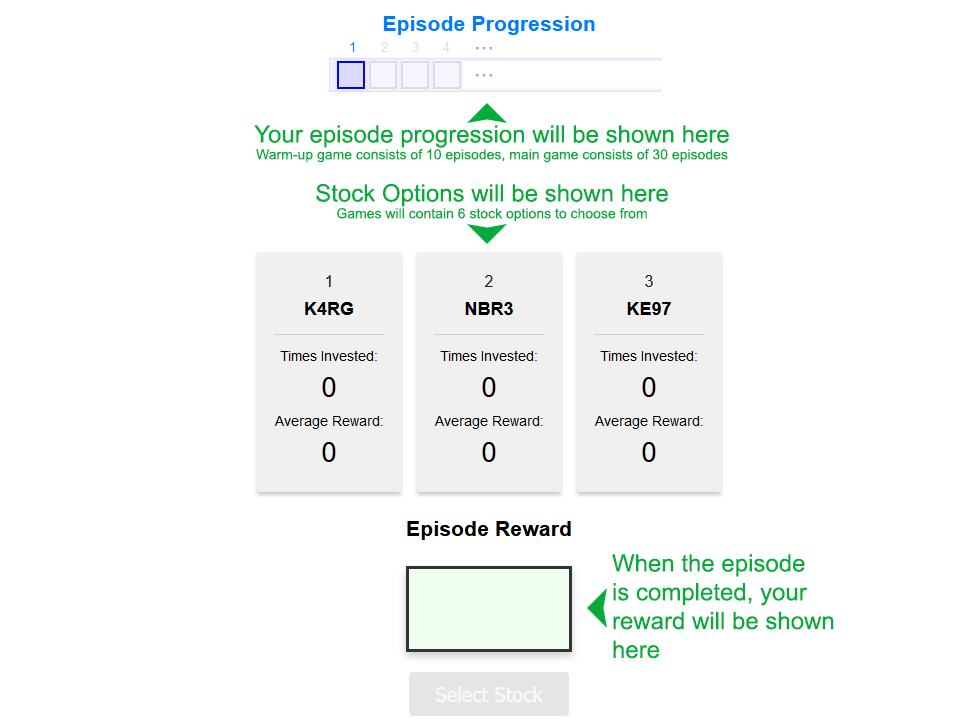 Episode Progression
1 2 3 4 ...
...
Your episode progression will be shown here
Warm-up game consists of 10 episodes, main game consists of 30 episodes
Stock Options will be shown here
Games will contain 6 stock options to choose from
1 2 3
K4RG NBR3 KE97
Times Invested: Times Invested: Times Invested:
0 0 0
Average Reward: Average Reward: Average Reward:
0 0 0
Episode Reward
When the episode
is completed, your
reward will be shown
here
Select Stock